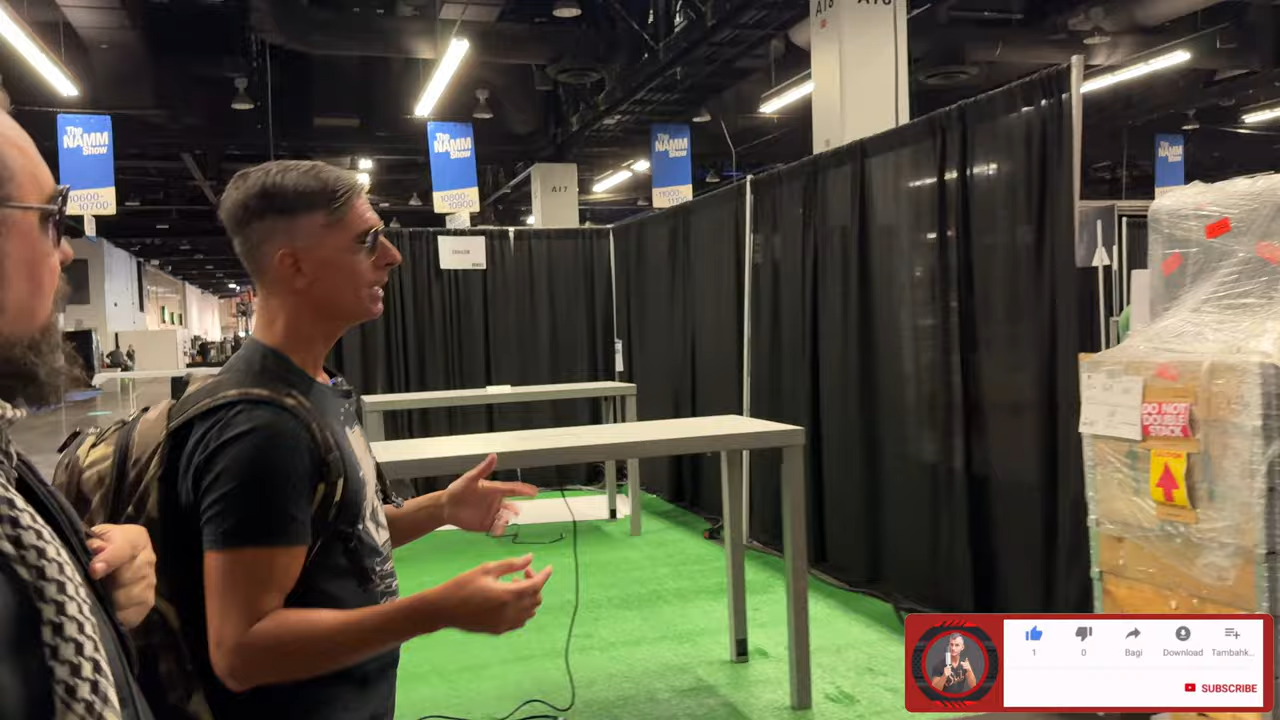 A18
A18
The
NAMM
Show
10600-
10700
The
NAMM
Show
10800-
10900
The
NAMM
Show
11000-
The
NAMM
Show
A17
DO NOT
DOUBLE
STACK
1
0
Bagi
Download
Tambahk...
SUBSCRIBE